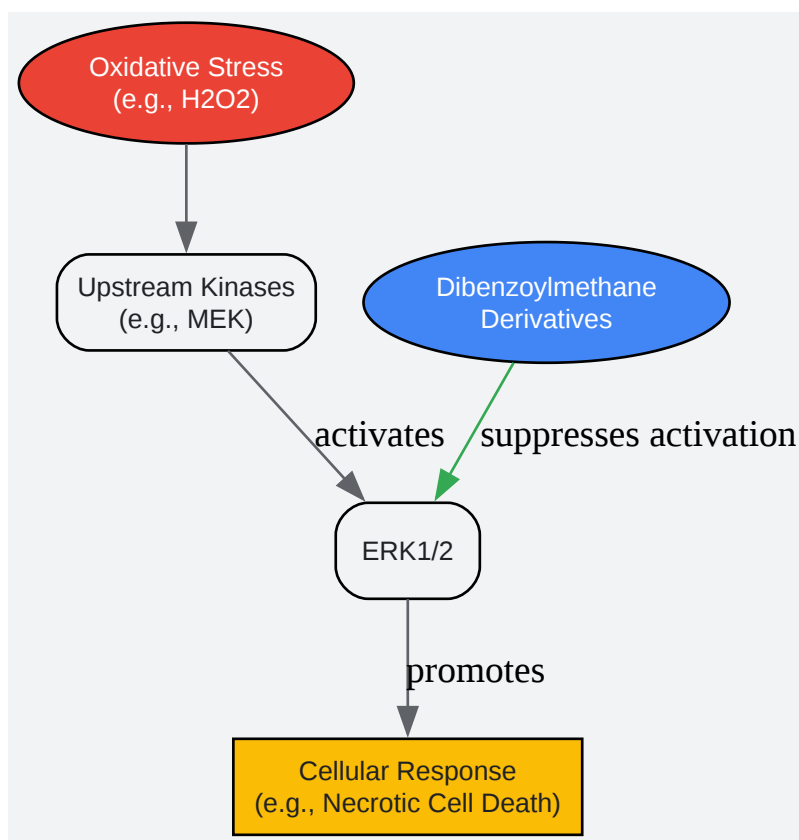 Oxidative Stress
(e.g., H2O2)
Upstream Kinases
(e.g., MEK)
Dibenzoylmethane
Derivatives
activates
suppresses activation
ERK1/2
promotes
Cellular Response
(e.g., Necrotic Cell Death)